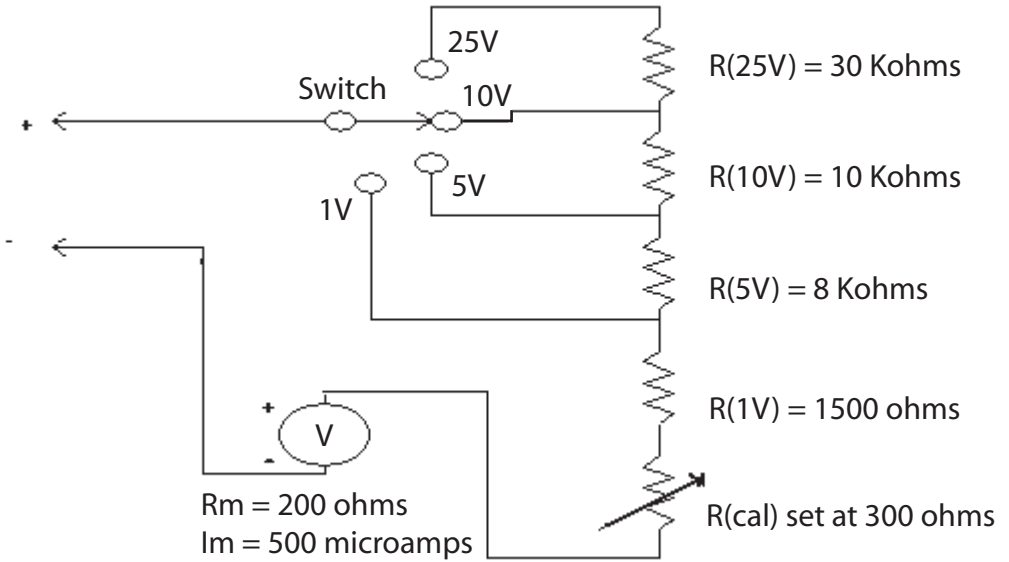 25V
R(25V) = 30 Kohms
Switch
10V
+
R(10V) = 10 Kohms
5V
1V
-
R(5V) = 8 Kohms
+
R(1V) = 1500 ohms
V
-
Rm = 200 ohms
Im = 500 microamps
R(cal) set at 300 ohms